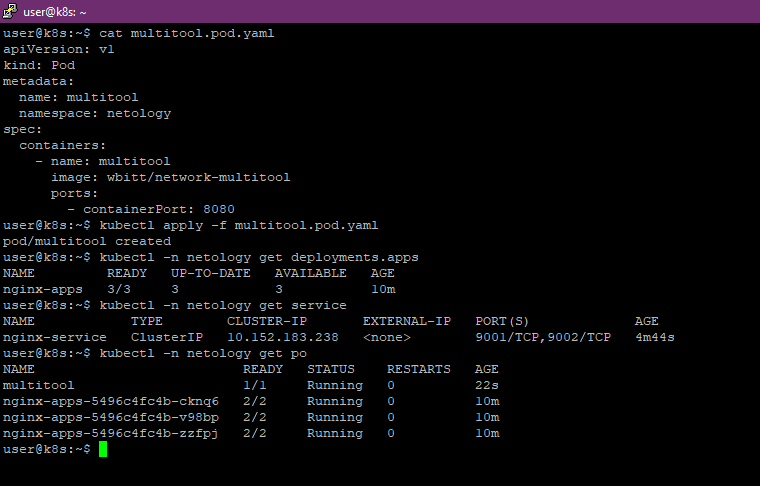 user@k8s: ~
user@k8s:~$ cat multitool.pod.yaml
apiVersion: v1
kind: Pod
metadata:
  name: multitool
  namespace: netology
spec:
  containers:
    - name: multitool
      image: wbitt/network-multitool
      ports:
        - containerPort: 8080
user@k8s:~$ kubectl apply -f multitool.pod.yaml
pod/multitool created
user@k8s:~$ kubectl -n netology get deployments.apps
NAME         READY   UP-TO-DATE   AVAILABLE   AGE
nginx-apps   3/3     3            3           10m
user@k8s:~$ kubectl -n netology get service
NAME            TYPE        CLUSTER-IP       EXTERNAL-IP   PORT(S)             AGE
nginx-service   ClusterIP   10.152.183.238   <none>        9001/TCP,9002/TCP   4m44s
user@k8s:~$ kubectl -n netology get po
NAME                          READY   STATUS    RESTARTS   AGE
multitool                     1/1     Running   0          22s
nginx-apps-5496c4fc4b-cknq6   2/2     Running   0          10m
nginx-apps-5496c4fc4b-v98bp   2/2     Running   0          10m
nginx-apps-5496c4fc4b-zzfpj   2/2     Running   0          10m
user@k8s:~$